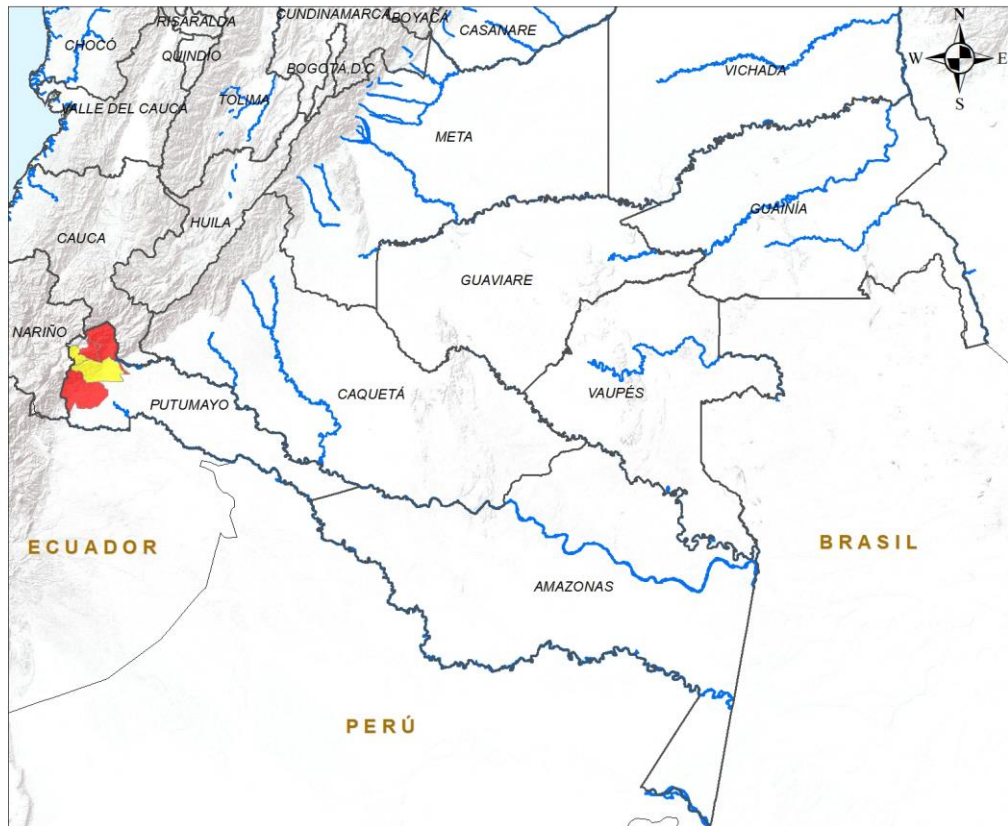 CUNDINAMARCA
BOYACÁ
RISARALDA
CASANARE
N
CHOCÓ
QUINDÍO
W
E
BOGOTÁ D.C
VICHADA
S
VALLE DEL CAUCA
TOLIMA
META
GUAINÍA
HUILA
CAUCA
GUAVIARE
NARIÑO
CAQUETÁ
VAUPÉS
PUTUMAYO
ECUADOR
BRASIL
AMAZONAS
PERÚ